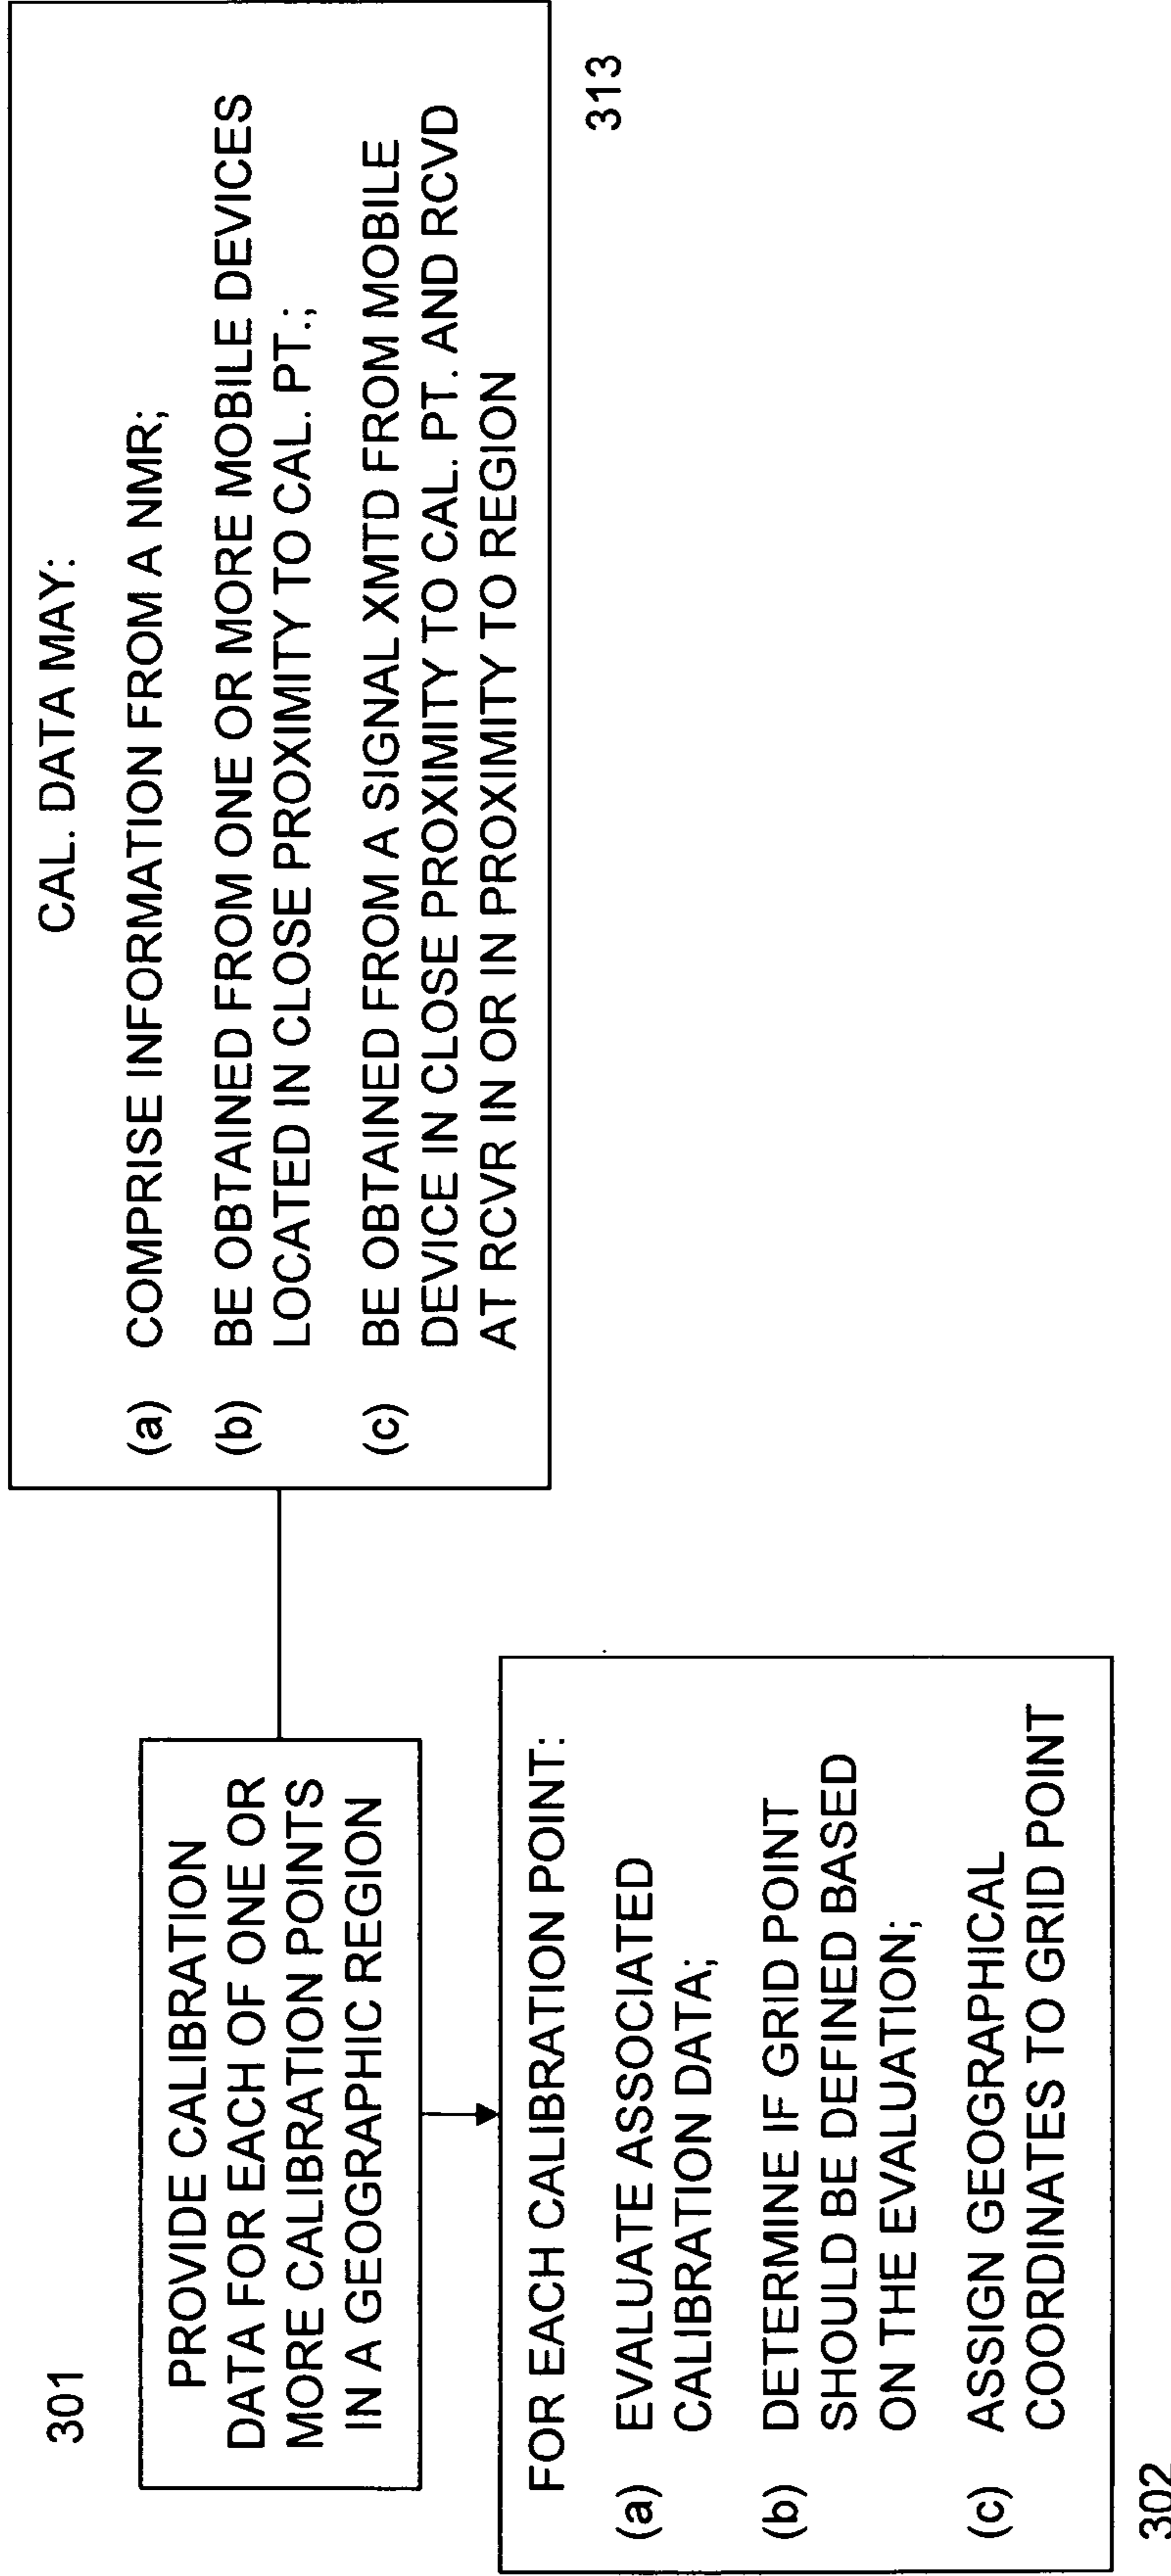 301
PROVIDE CALIBRATION
DATA FOR EACH OF ONE OR
MORE CALIBRATION POINTS
IN A GEOGRAPHIC REGION
CAL. DATA MAY:
(a) COMPRISE INFORMATION FROM A NMR;
(b) BE OBTAINED FROM ONE OR MORE MOBILE DEVICES
LOCATED IN CLOSE PROXIMITY TO CAL. PT.;
(c) BE OBTAINED FROM A SIGNAL XMTD FROM MOBILE
DEVICE IN CLOSE PROXIMITY TO CAL. PT. AND RCVD
AT RCVR IN OR IN PROXIMITY TO REGION
313
FOR EACH CALIBRATION POINT:
(a) EVALUATE ASSOCIATED
CALIBRATION DATA;
(b) DETERMINE IF GRID POINT
SHOULD BE DEFINED BASED
ON THE EVALUATION;
(c) ASSIGN GEOGRAPHICAL
COORDINATES TO GRID POINT
302